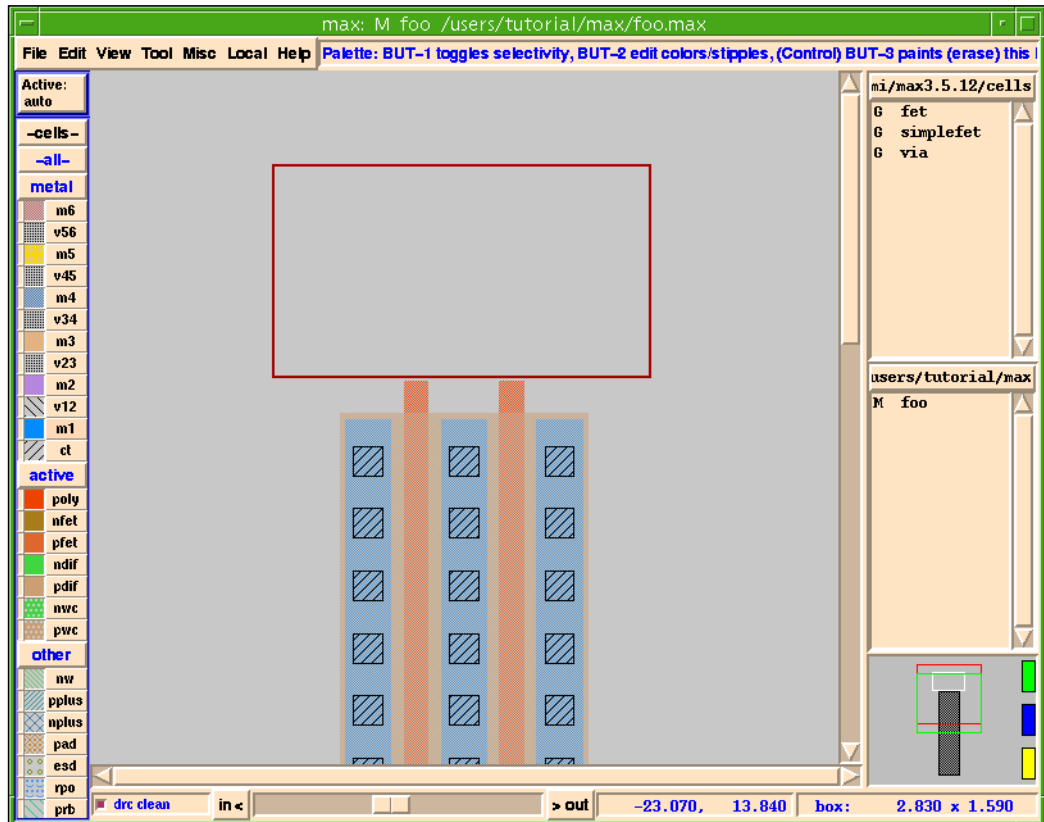 max: M foo /users/tutorial/max/foo.max
File Edit View Tool Misc Local Help
Palette: BUT-1 toggles selectivity, BUT-2 edit colors/stipples, (Control) BUT-3 paints (erase) this
Active:
auto
-cells-
-all-
metal
m6
v56
m5
v45
m4
v34
m3
v23
m2
v12
m1
ct
active
poly
nfet
pfet
ndif
pdif
nwc
pwc
other
nw
pplus
nplus
pad
esd
rpo
prb
mi/max3.5.12/cells
G fet
G simplefet
G via
users/tutorial/max
M foo
drc clean
in <
> out
-23.070, 13.840
box: 2.830 x 1.590